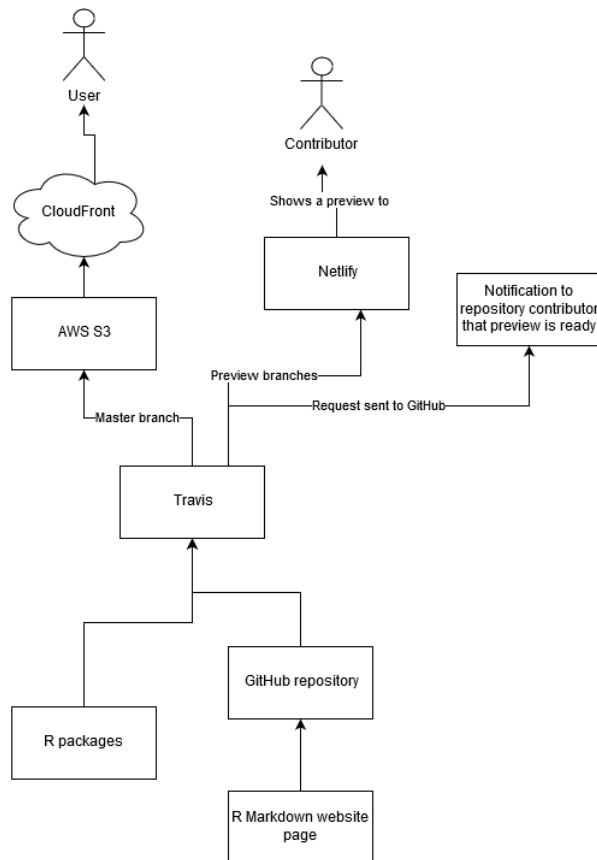 User
Contributor
CloudFront
Shows a preview to
Netlify
AWS S3
Notification to
repository contributor
that preview is ready
Preview branches
Master branch
Request sent to GitHub
Travis
GitHub repository
R packages
R Markdown website
page